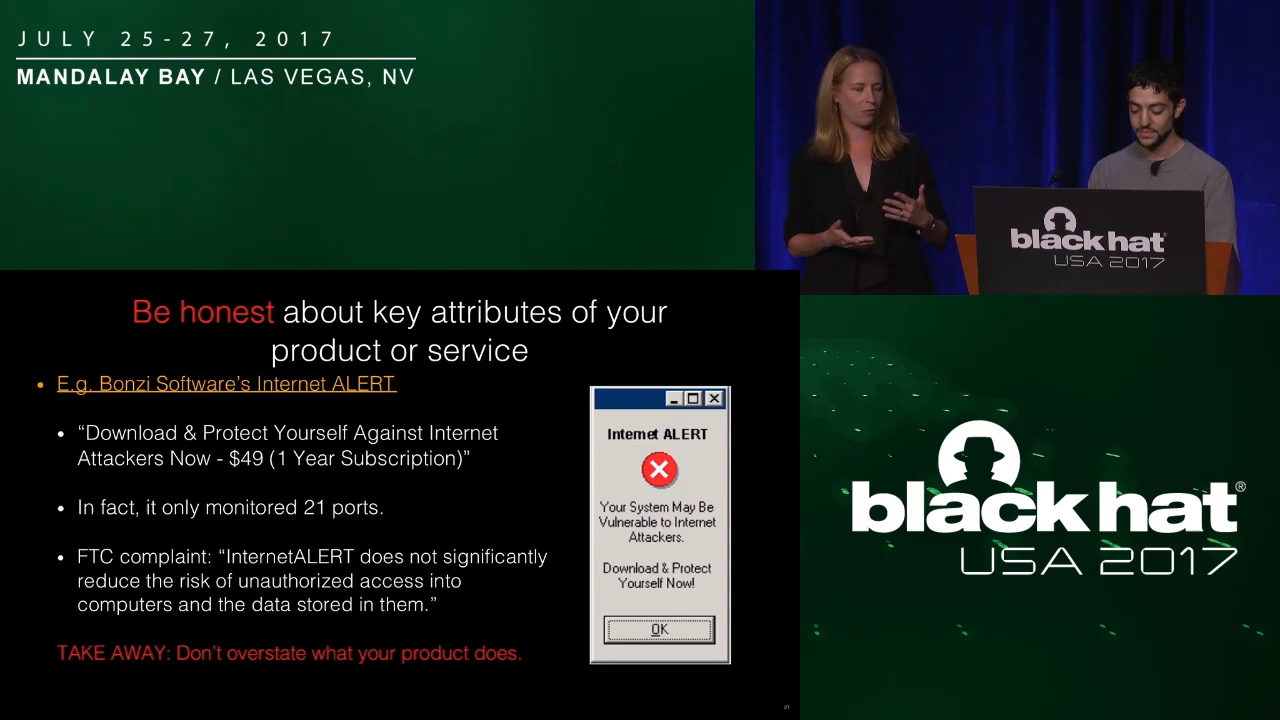 JULY 25-27, 2017
MANDALAY BAY / LAS VEGAS, NV
black hat
USA 2017
Be honest about key attributes of your
product or service
• E.g. Bonzi Software's Internet ALERT
• “Download & Protect Yourself Against Internet
Attackers Now - $49 (1 Year Subscription)”
• In fact, it only monitored 21 ports.
• FTC complaint: “InternetALERT does not significantly
reduce the risk of unauthorized access into
computers and the data stored in them.”
TAKE AWAY: Don't overstate what your product does.
Internet ALERT
Your System May Be
Vulnerable to Internet
Attackers.
Download & Protect
Yourself Now!
OK
21
black hat®
USA 2017